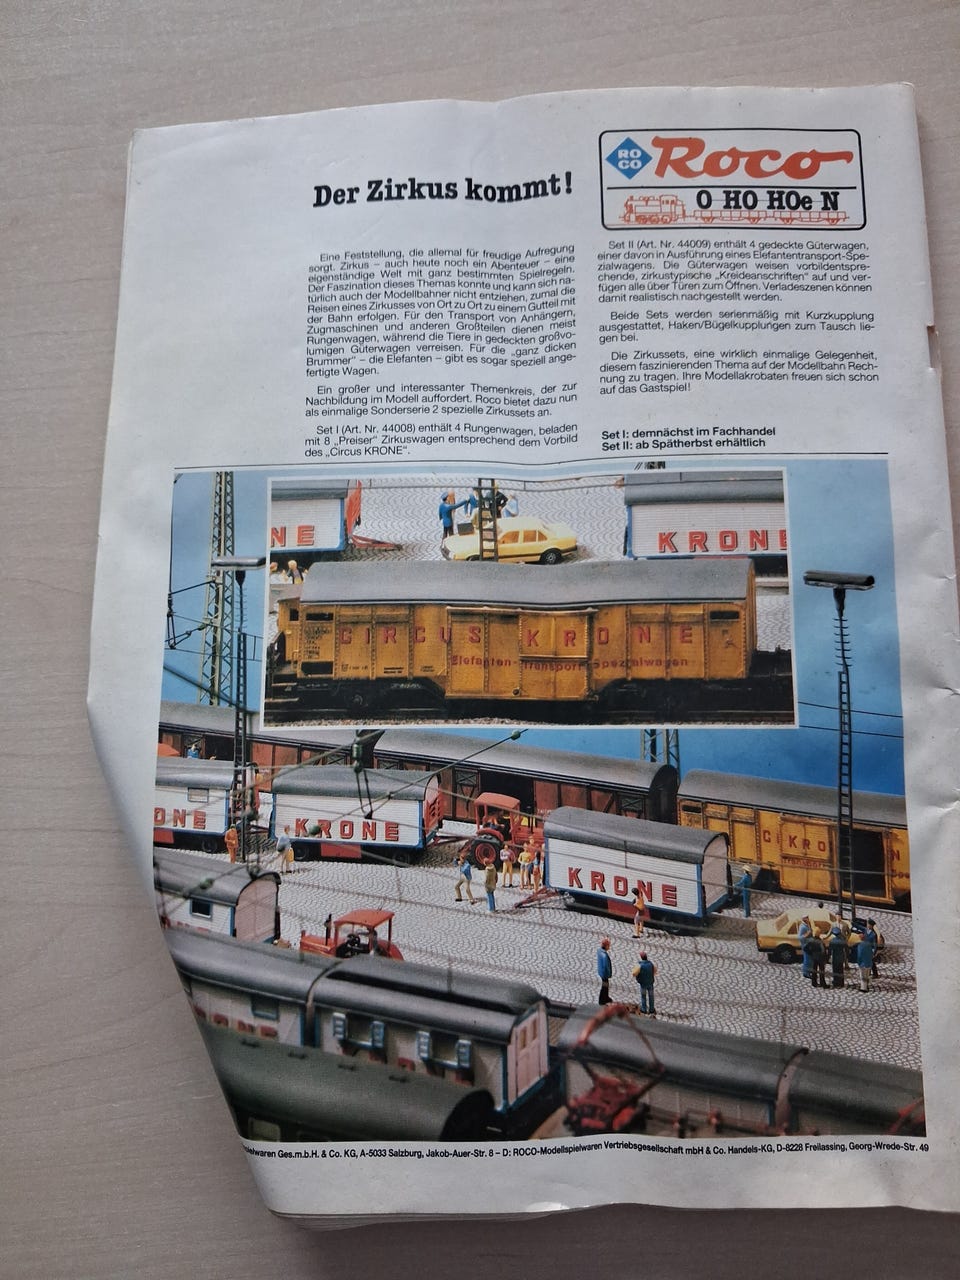 Der Zirkus kommt!
RO
CO
Roco
O HO HOe N
Eine Feststellung, die allemal für freudige Aufregung
sorgt. Zirkus – auch heute noch ein Abenteuer – eine
eigenständige Welt mit ganz bestimmten Spielregeln.
Der Faszination dieses Themas konnte und kann sich na-
türlich auch der Modellbahner nicht entziehen, zumal die
Reisen eines Zirkusses von Ort zu Ort zu einem Gutteil mit
der Bahn erfolgen. Für den Transport von Anhängern,
Zugmaschinen und anderen Großteilen dienen meist
Rungenwagen, während die Tiere in gedeckten großvo-
lumigen Güterwagen verreisen. Für die „ganz dicken
Brummer" – die Elefanten – gibt es sogar speziell ange-
fertigte Wagen.
Ein großer und interessanter Themenkreis, der zur
Nachbildung im Modell auffordert. Roco bietet dazu nun
als einmalige Sonderserie 2 spezielle Zirkussets an.
Set I (Art. Nr. 44008) enthält 4 Rungenwagen, beladen
mit 8 „Preiser" Zirkuswagen entsprechend dem Vorbild
des „Circus KRONE".
Set II (Art. Nr. 44009) enthält 4 gedeckte Güterwagen,
einer davon in Ausführung eines Elefantentransport-Spe-
zialwagens. Die Güterwagen weisen vorbildentspre-
chende, zirkustypische „Kreideanschriften" auf und ver-
fügen alle über Türen zum Öffnen. Verladeszenen können
damit realistisch nachgestellt werden.
Beide Sets werden serienmäßig mit Kurzkupplung
ausgestattet, Haken/Bügelkupplungen zum Tausch lie-
gen bei.
Die Zirkussets, eine wirklich einmalige Gelegenheit,
diesem faszinierenden Thema auf der Modellbahn Rech-
nung zu tragen. Ihre Modellakrobaten freuen sich schon
auf das Gastspiel!
Set I: demnächst im Fachhandel
Set II: ab Spätherbst erhältlich
NE
KRONE
CIRCUS KRONE
Elefanten-Transport-Spezialwagen
ONE
KRONE
KRONE
CI KRO N
pielwaren Ges.m.b.H. & Co. KG, A-5033 Salzburg, Jakob-Auer-Str. 8 – D: ROCO-Modellspielwaren Vertriebsgesellschaft mbH & Co. Handels-KG, D-8228 Freilassing, Georg-Wrede-Str. 49